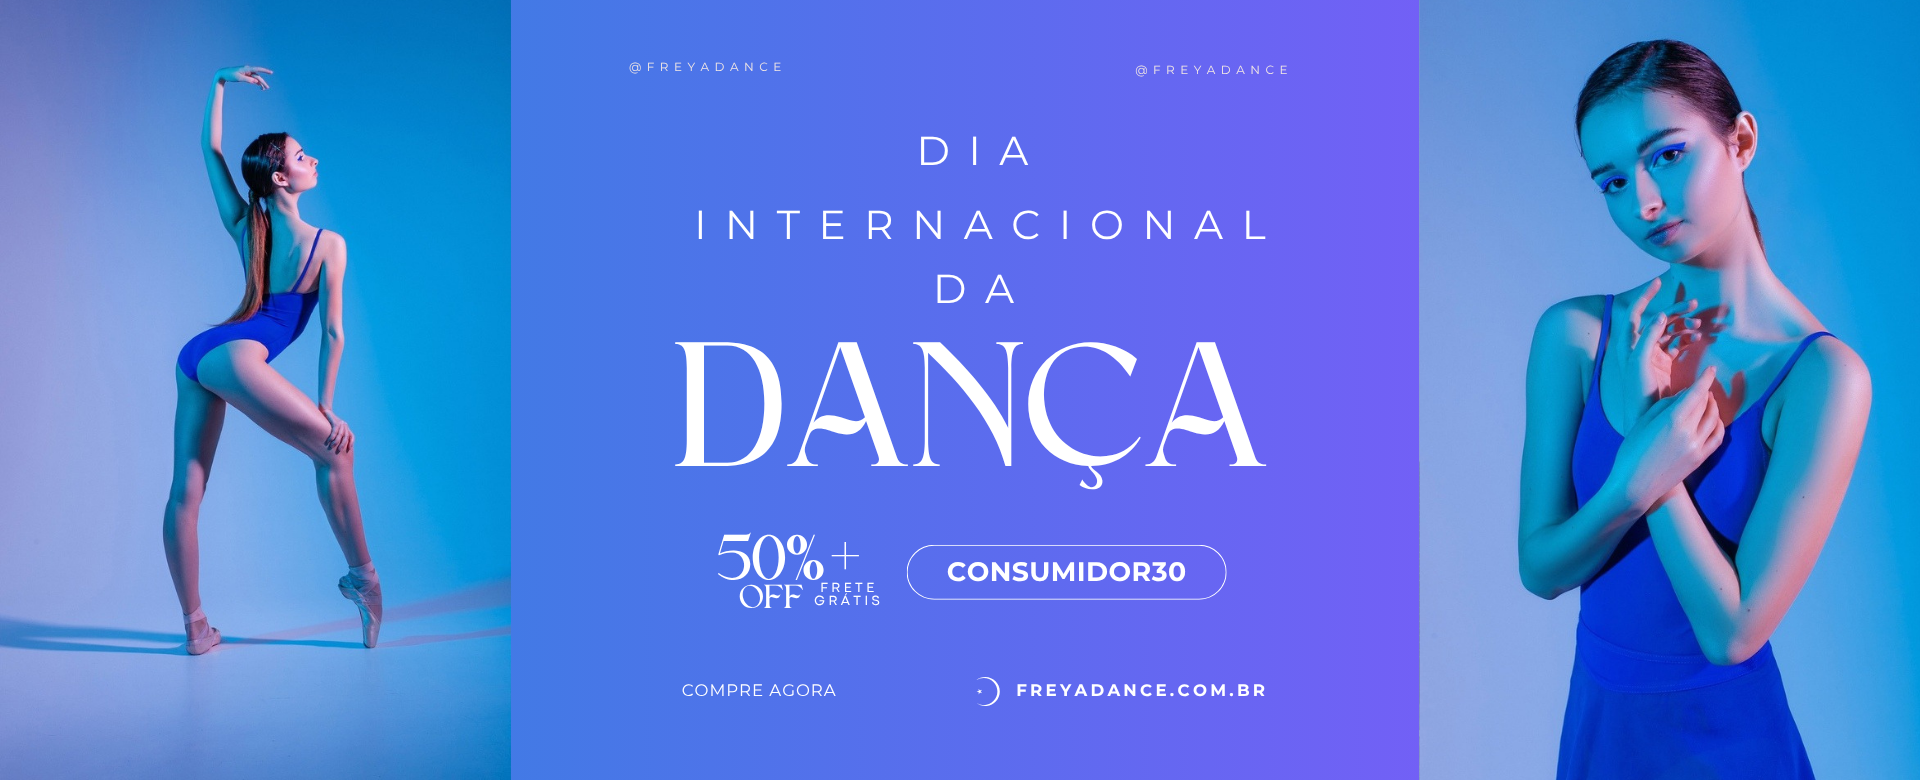 @FREYADANCE
@FREYADANCE
DIA
INTERNACIONAL
DA
DANÇA
50% +
OFF FRETE
GRÁTIS
CONSUMIDOR30
COMPRE AGORA
FREYADANCE.COM.BR